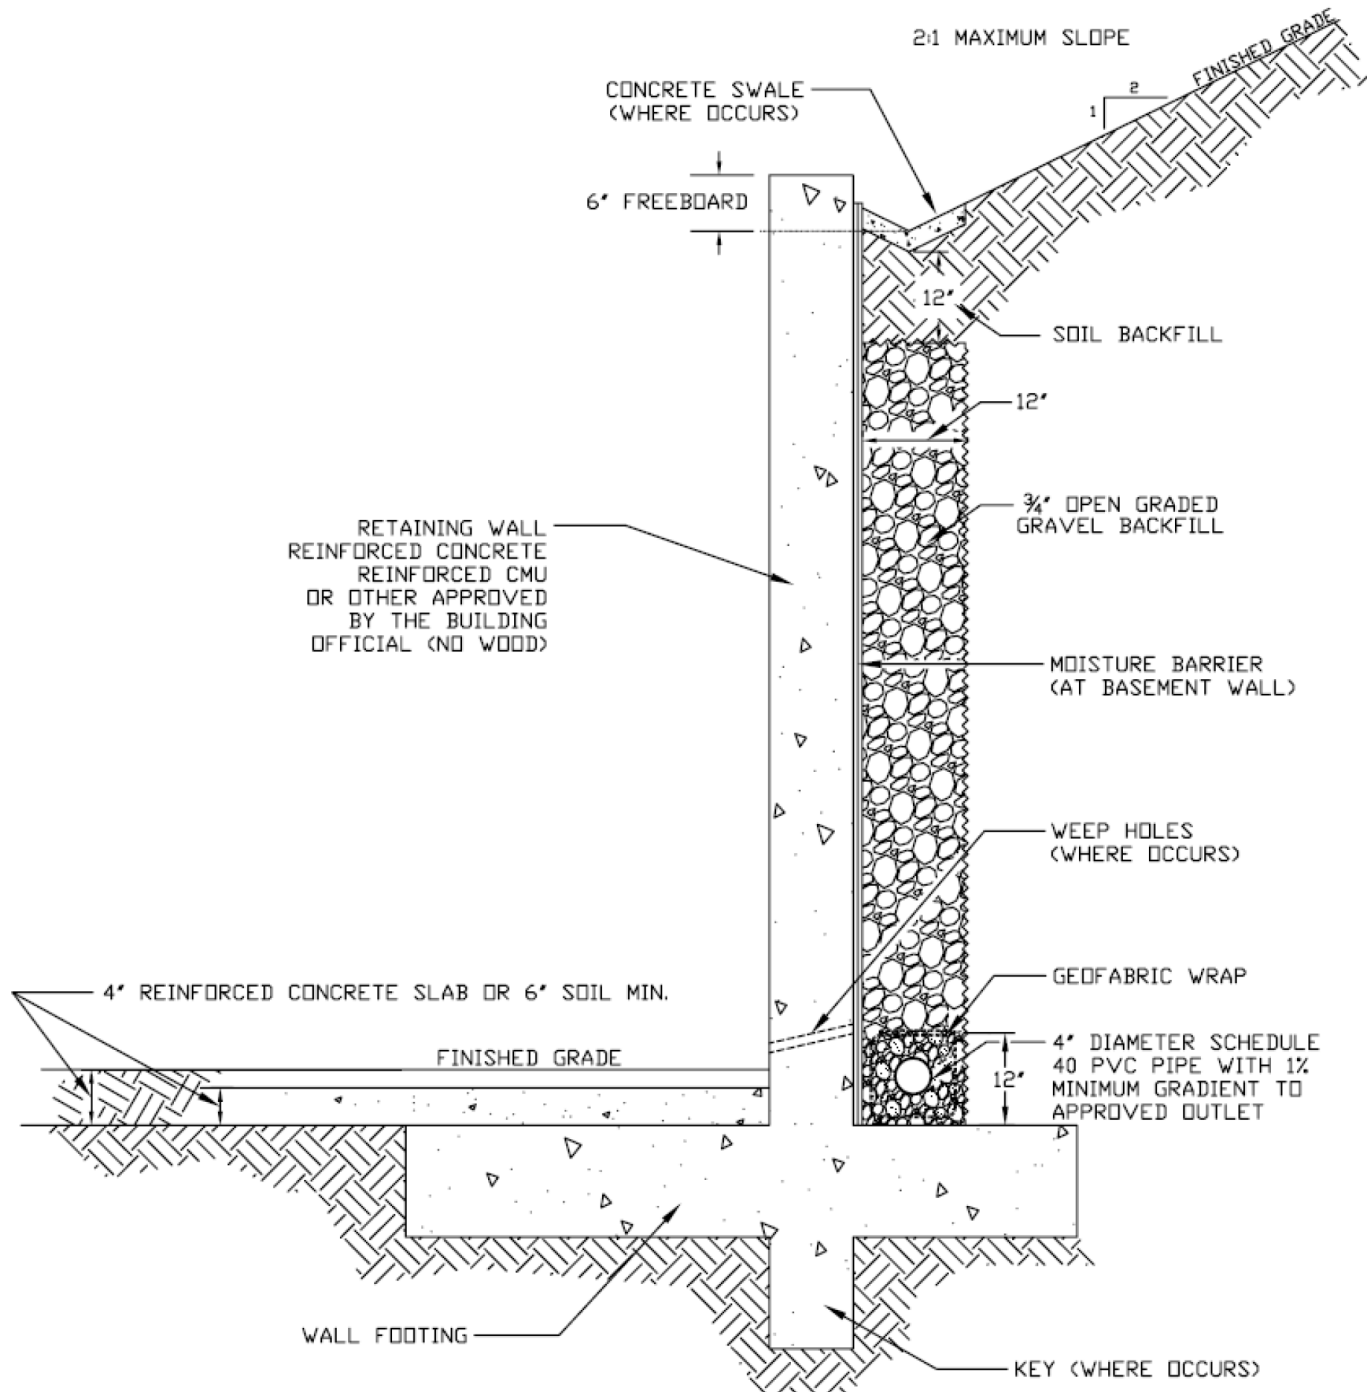 2:1 MAXIMUM SLOPE
FINISHED GRADE
2
1
CONCRETE SWALE
(WHERE OCCURS)
6" FREEBOARD
12"
SOIL BACKFILL
12"
¾" OPEN GRADED
GRAVEL BACKFILL
RETAINING WALL
REINFORCED CONCRETE
REINFORCED CMU
OR OTHER APPROVED
BY THE BUILDING
OFFICIAL (NO WOOD)
MOISTURE BARRIER
(AT BASEMENT WALL)
WEEP HOLES
(WHERE OCCURS)
GEOFABRIC WRAP
4" REINFORCED CONCRETE SLAB OR 6" SOIL MIN.
FINISHED GRADE
12"
4" DIAMETER SCHEDULE
40 PVC PIPE WITH 1%
MINIMUM GRADIENT TO
APPROVED OUTLET
WALL FOOTING
KEY (WHERE OCCURS)